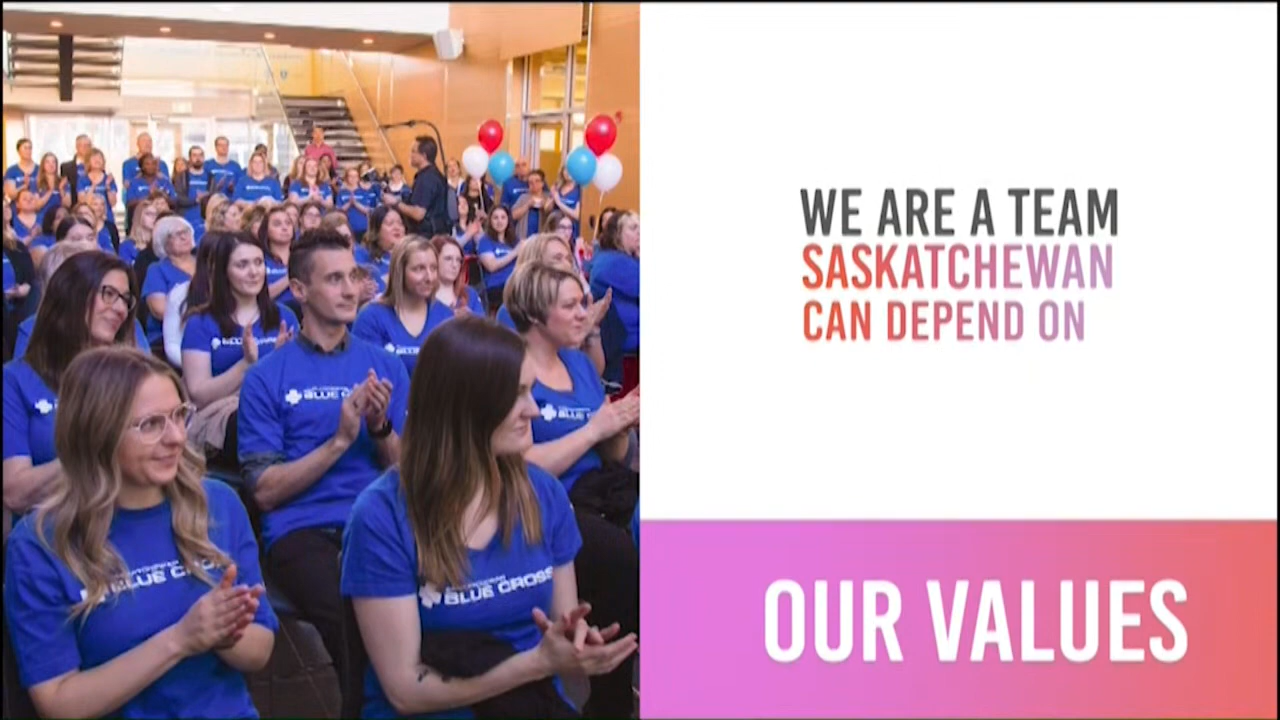 WE ARE A TEAM
SASKATCHEWAN
CAN DEPEND ON
OUR VALUES
BLUE CROSS
BLUE CROSS